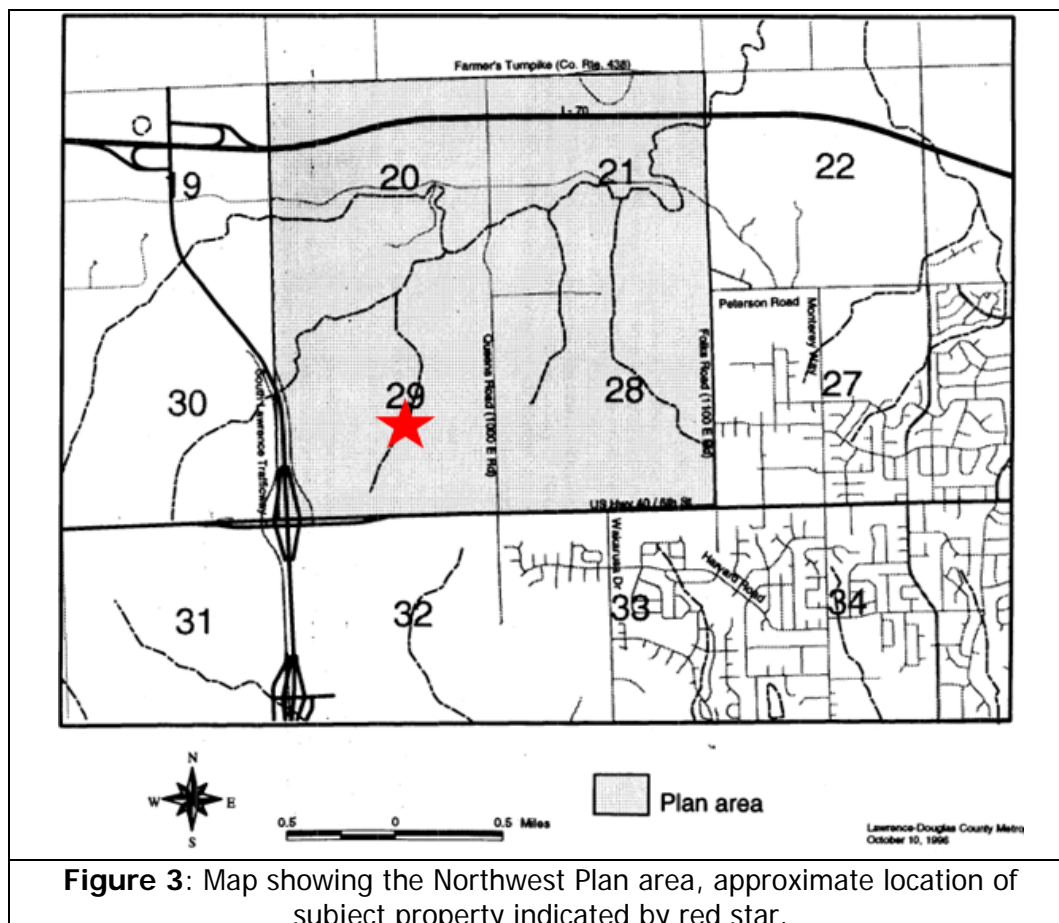 Farmer's Turnpike (Co. Rte. 438)
I-70
19
20
21
22
Peterson Road
Monterey Way
Queens Road (1000 E Rd)
Folks Road (1100 E Rd)
South Lawrence Trafficway
30
29
28
27
US Hwy 40 / 6th St
Wakarusa Dr
Harvard Road
31
32
33
34
N
W E
S
0.5 0 0.5 Miles
Plan area
Lawrence-Douglas County Metro
October 10, 1996
Figure 3: Map showing the Northwest Plan area, approximate location of
subject property indicated by red star.